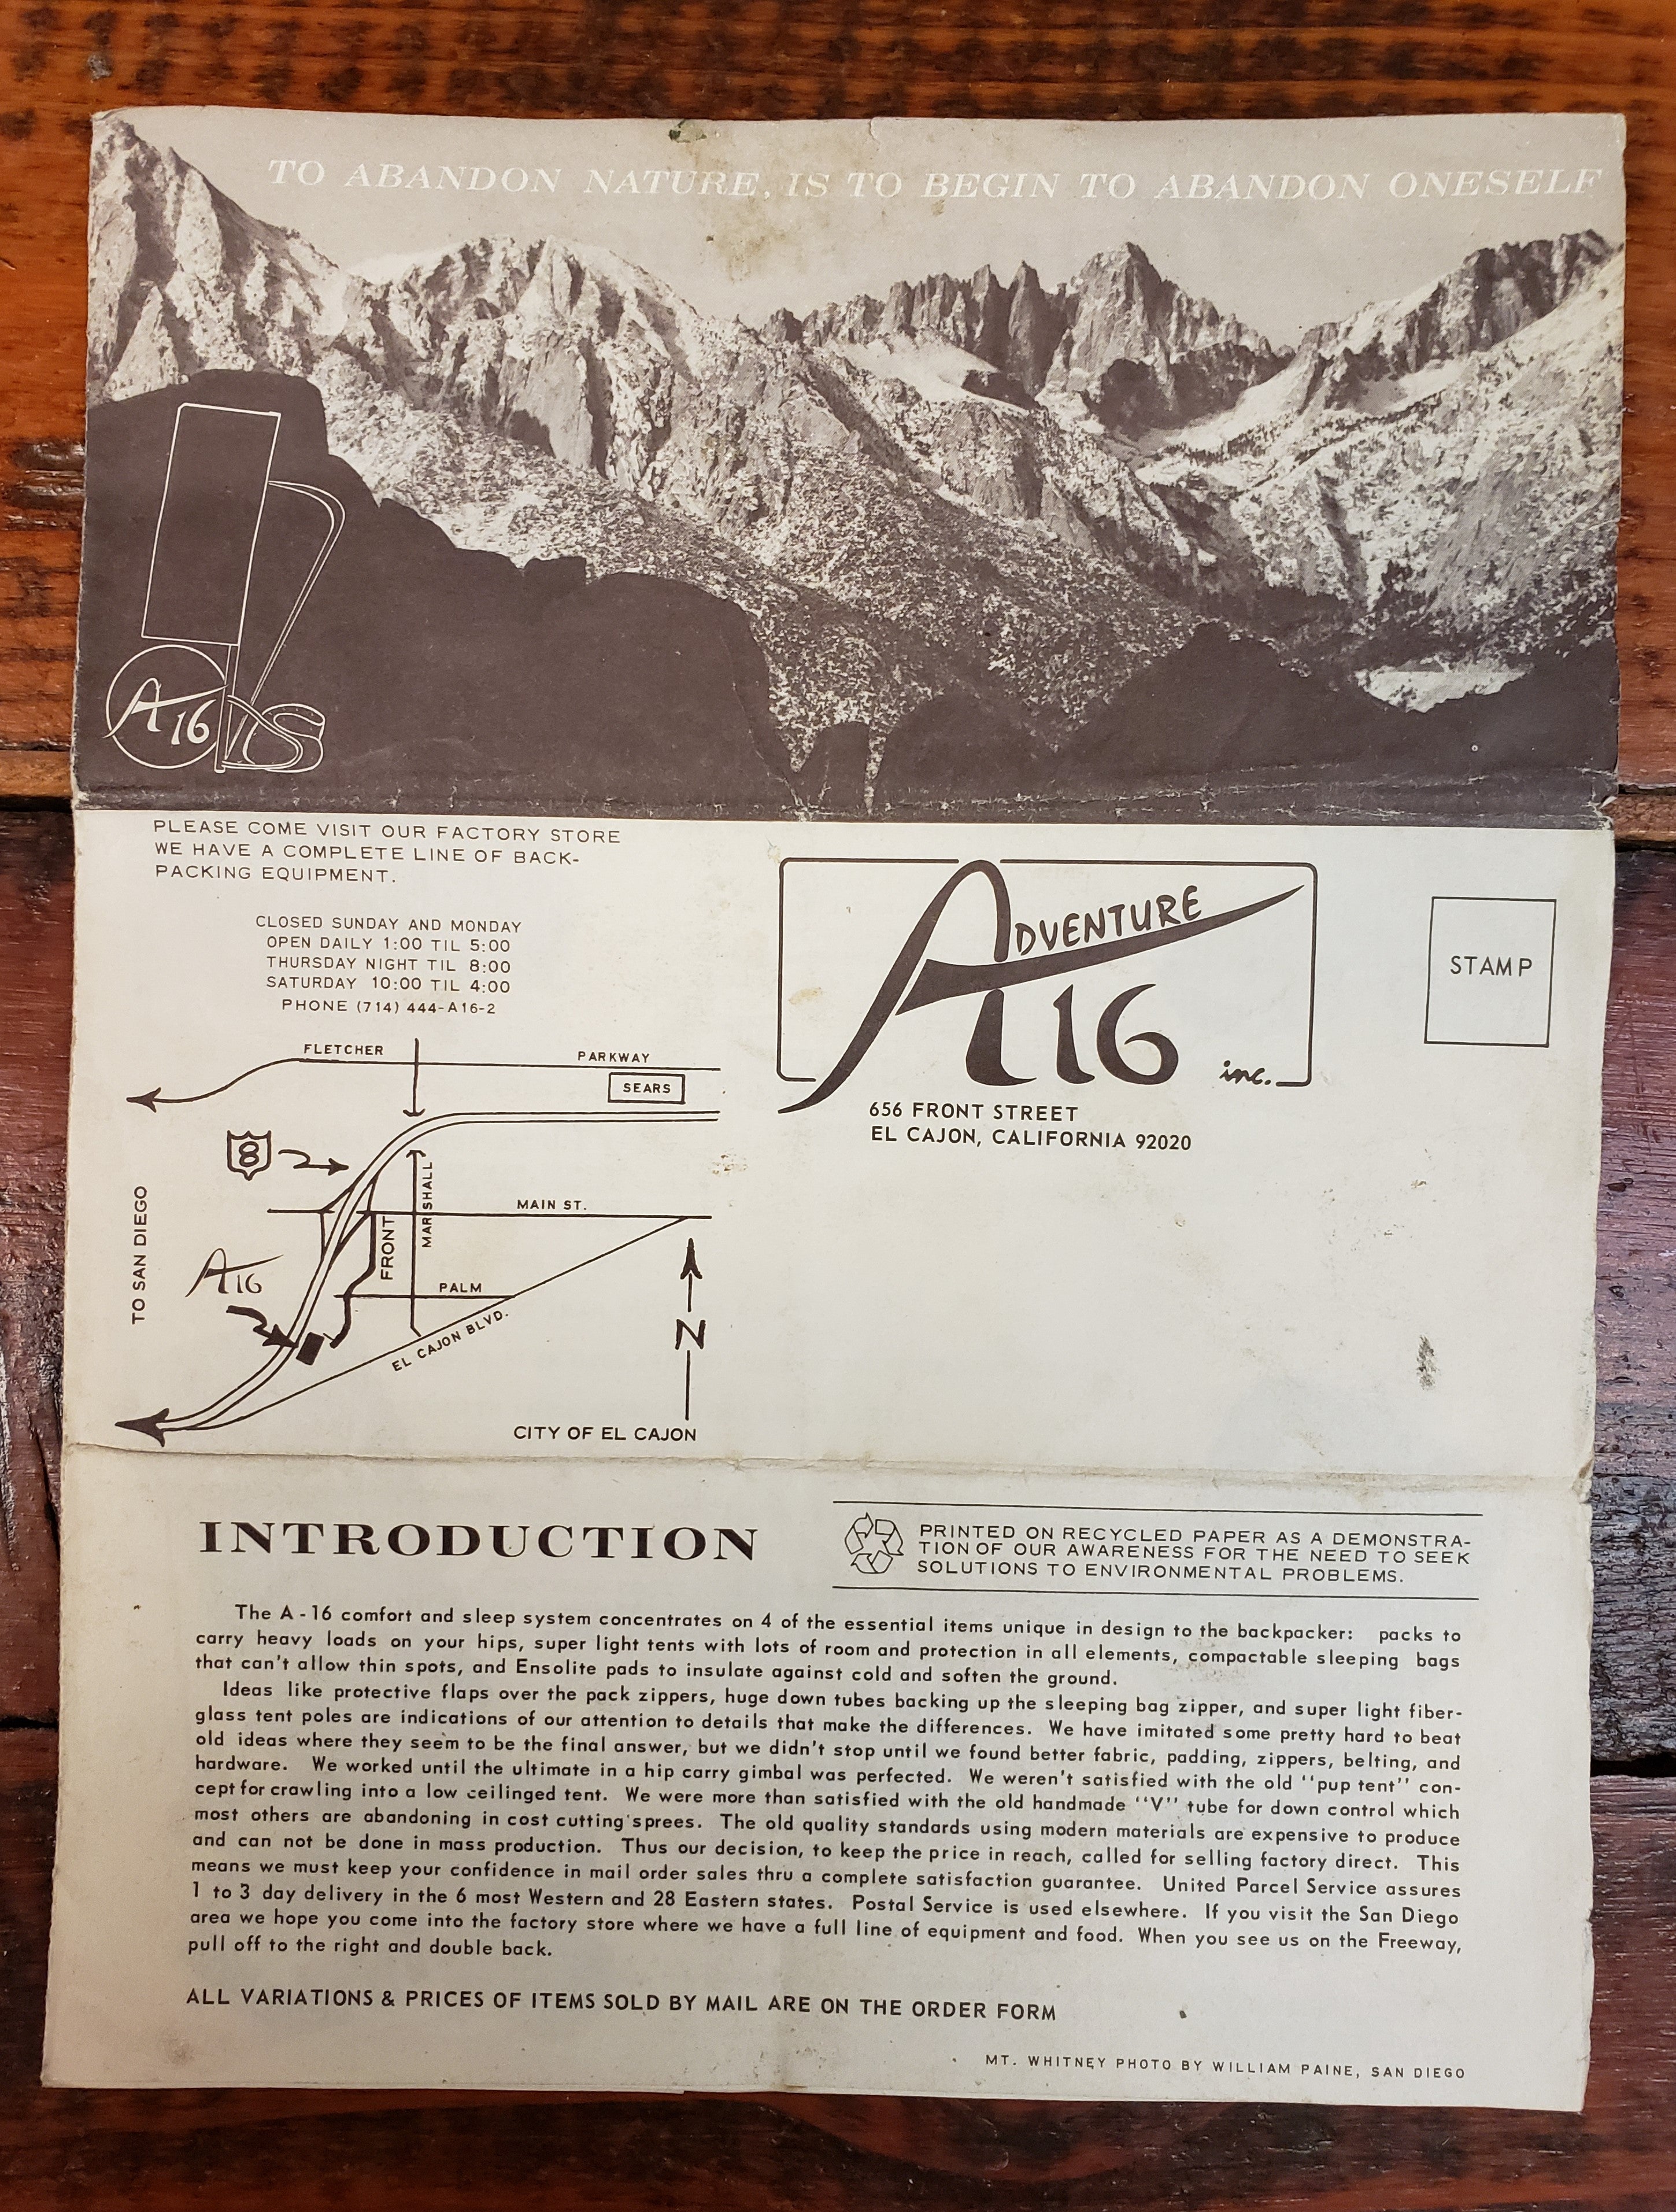 TO ABANDON NATURE, IS TO BEGIN TO ABANDON ONESELF
A16
PLEASE COME VISIT OUR FACTORY STORE
WE HAVE A COMPLETE LINE OF BACK-
PACKING EQUIPMENT.
CLOSED SUNDAY AND MONDAY
OPEN DAILY 1:00 TIL 5:00
THURSDAY NIGHT TIL 8:00
SATURDAY 10:00 TIL 4:00
PHONE (714) 444-A16-2
FLETCHER PARKWAY
SEARS
8
MARSHALL
MAIN ST.
FRONT
TO SAN DIEGO
A16
PALM
EL CAJON BLVD.
N
CITY OF EL CAJON
ADVENTURE
A16 inc.
656 FRONT STREET
EL CAJON, CALIFORNIA 92020
STAMP
INTRODUCTION
PRINTED ON RECYCLED PAPER AS A DEMONSTRA-
TION OF OUR AWARENESS FOR THE NEED TO SEEK
SOLUTIONS TO ENVIRONMENTAL PROBLEMS.
The A-16 comfort and sleep system concentrates on 4 of the essential items unique in design to the backpacker: packs to
carry heavy loads on your hips, super light tents with lots of room and protection in all elements, compactable sleeping bags
that can't allow thin spots, and Ensolite pads to insulate against cold and soften the ground.
Ideas like protective flaps over the pack zippers, huge down tubes backing up the sleeping bag zipper, and super light fiber-
glass tent poles are indications of our attention to details that make the differences. We have imitated some pretty hard to beat
old ideas where they seem to be the final answer, but we didn't stop until we found better fabric, padding, zippers, belting, and
hardware. We worked until the ultimate in a hip carry gimbal was perfected. We weren't satisfied with the old "pup tent" con-
cept for crawling into a low ceilinged tent. We were more than satisfied with the old handmade "V" tube for down control which
most others are abandoning in cost cutting sprees. The old quality standards using modern materials are expensive to produce
and can not be done in mass production. Thus our decision, to keep the price in reach, called for selling factory direct. This
means we must keep your confidence in mail order sales thru a complete satisfaction guarantee. United Parcel Service assures
1 to 3 day delivery in the 6 most Western and 28 Eastern states. Postal Service is used elsewhere. If you visit the San Diego
area we hope you come into the factory store where we have a full line of equipment and food. When you see us on the Freeway,
pull off to the right and double back.
ALL VARIATIONS & PRICES OF ITEMS SOLD BY MAIL ARE ON THE ORDER FORM
MT. WHITNEY PHOTO BY WILLIAM PAINE, SAN DIEGO